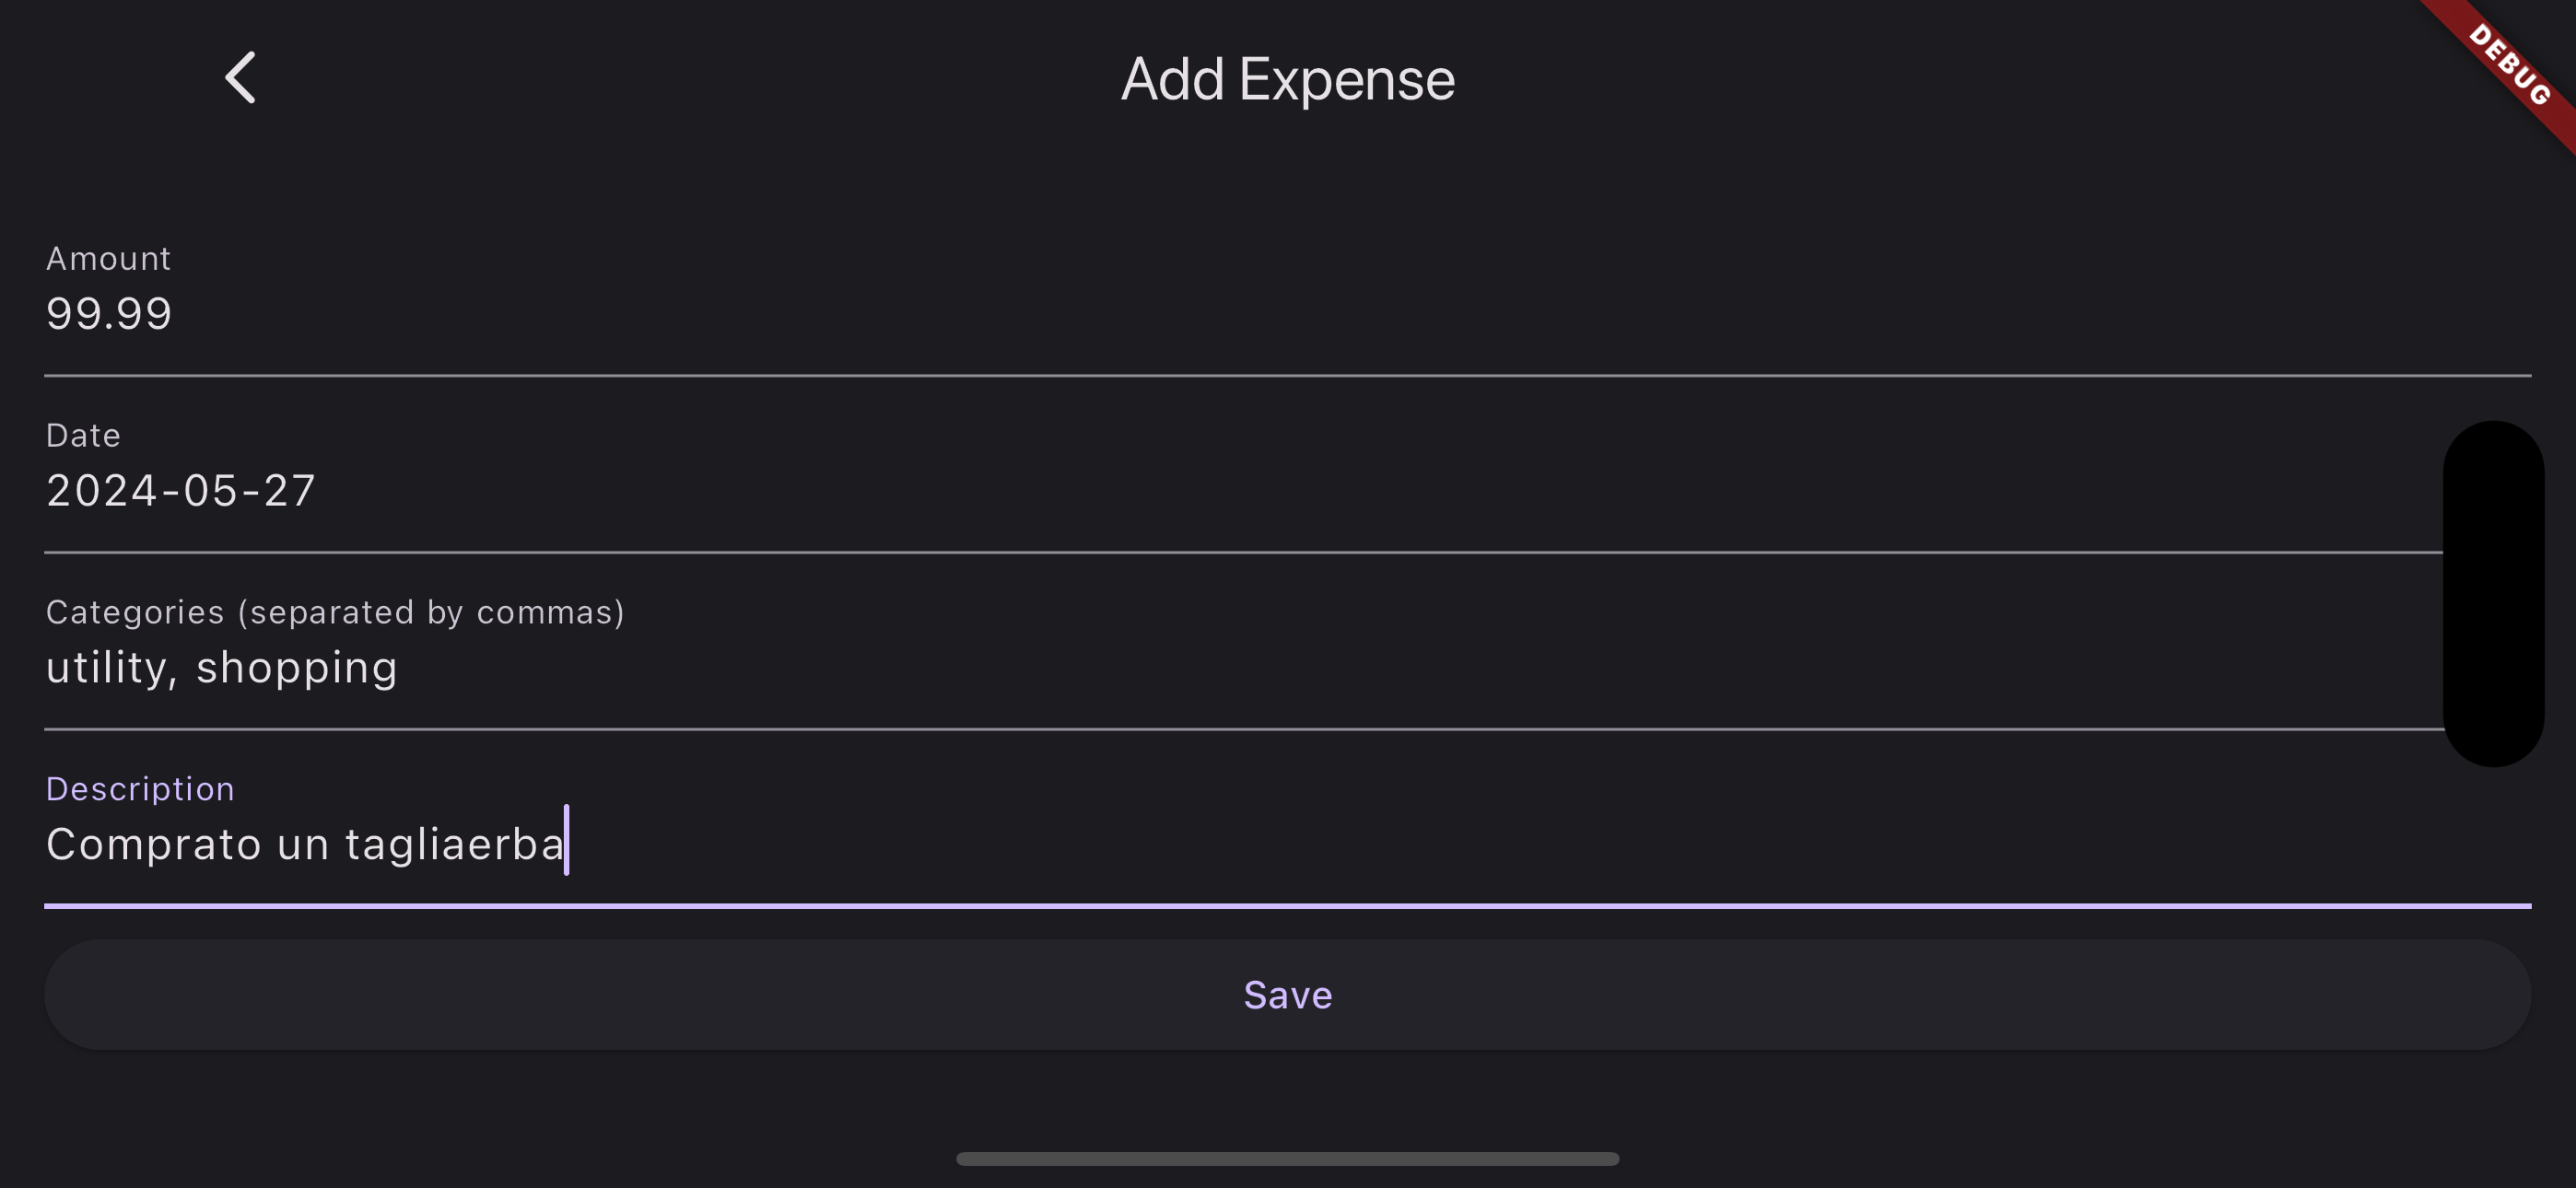 Add Expense
DEBUG
Amount
99.99
Date
2024-05-27
Categories (separated by commas)
utility, shopping
Description
Comprato un tagliaerba
Save